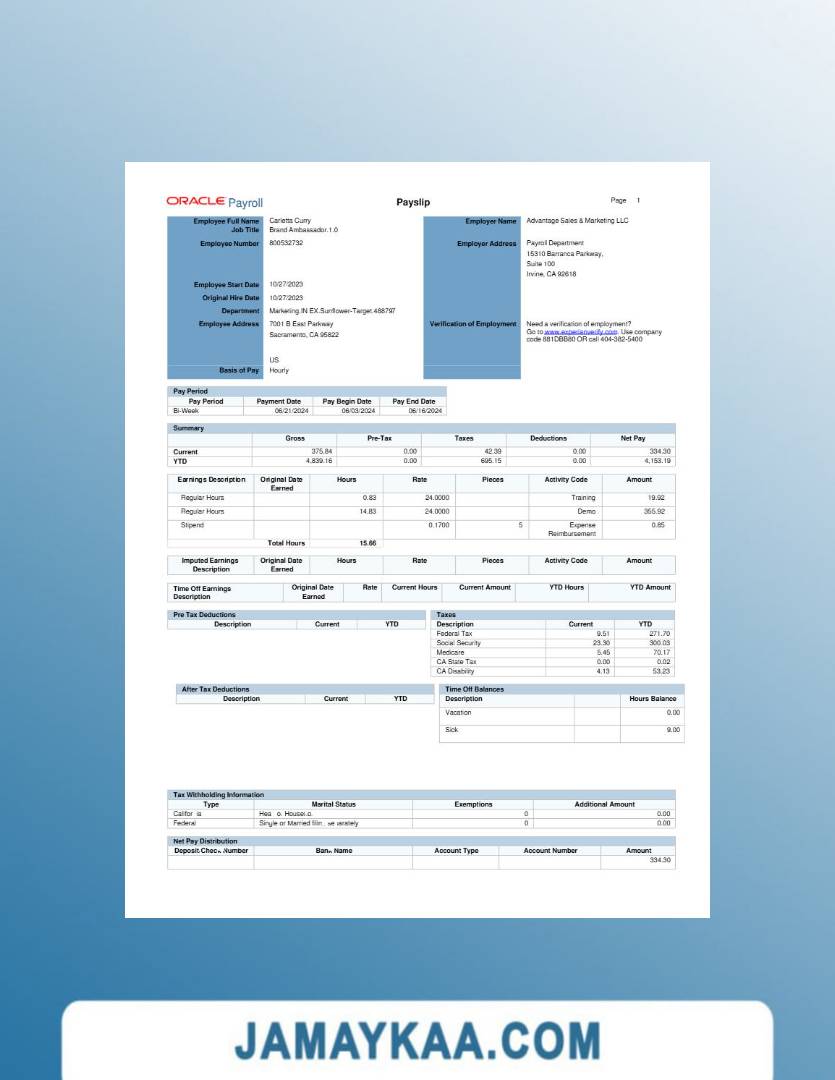 ORACLE Payroll Payslip Page 1
Employee Full Name Carletta Curry Employer Name Advantage Sales & Marketing LLC
Job Title Brand Ambassador.1.0
Employee Number 800532732 Employer Address Payroll Department
15310 Barranca Parkway,
Suite 100
Irvine, CA 92618
Employee Start Date 10/27/2023
Original Hire Date 10/27/2023
Department Marketing.IN EX.Sunflower-Target.468797
Employee Address 7001 B East Parkway Verification of Employment Need a verification of employment?
Sacramento, CA 95822 Go to www.experianverify.com. Use company
code 881DBB80 OR call 404-382-5400
US
Basis of Pay Hourly
Pay Period
Pay Period Payment Date Pay Begin Date Pay End Date
Bi-Week 06/21/2024 06/03/2024 06/16/2024
Summary
Gross Pre-Tax Taxes Deductions Net Pay
Current 375.84 0.00 42.39 0.00 334.30
YTD 4,839.16 0.00 695.15 0.00 4,153.19
Earnings Description Original Date Hours Rate Pieces Activity Code Amount
Earned
Regular Hours 0.83 24.0000 Training 19.92
Regular Hours 14.83 24.0000 Demo 355.92
Stipend 0.1700 5 Expense 0.85
Reimbursement
Total Hours 15.66
Imputed Earnings Original Date Hours Rate Pieces Activity Code Amount
Description Earned
Time Off Earnings Original Date Rate Current Hours Current Amount YTD Hours YTD Amount
Description Earned
Pre Tax Deductions Taxes
Description Current YTD Description Current YTD
Federal Tax 9.51 271.70
Social Security 23.30 300.03
Medicare 5.45 70.17
CA State Tax 0.00 0.02
CA Disability 4.13 53.23
After Tax Deductions Time Off Balances
Description Current YTD Description Hours Balance
Vacation 0.00
Sick 9.00
Tax Withholding Information
Type Marital Status Exemptions Additional Amount
0 0.00
Federal Single or Married 0 0.00
Net Pay Distribution
Number Name Account Type Account Number Amount
334.30
JAMAYKAA.COM